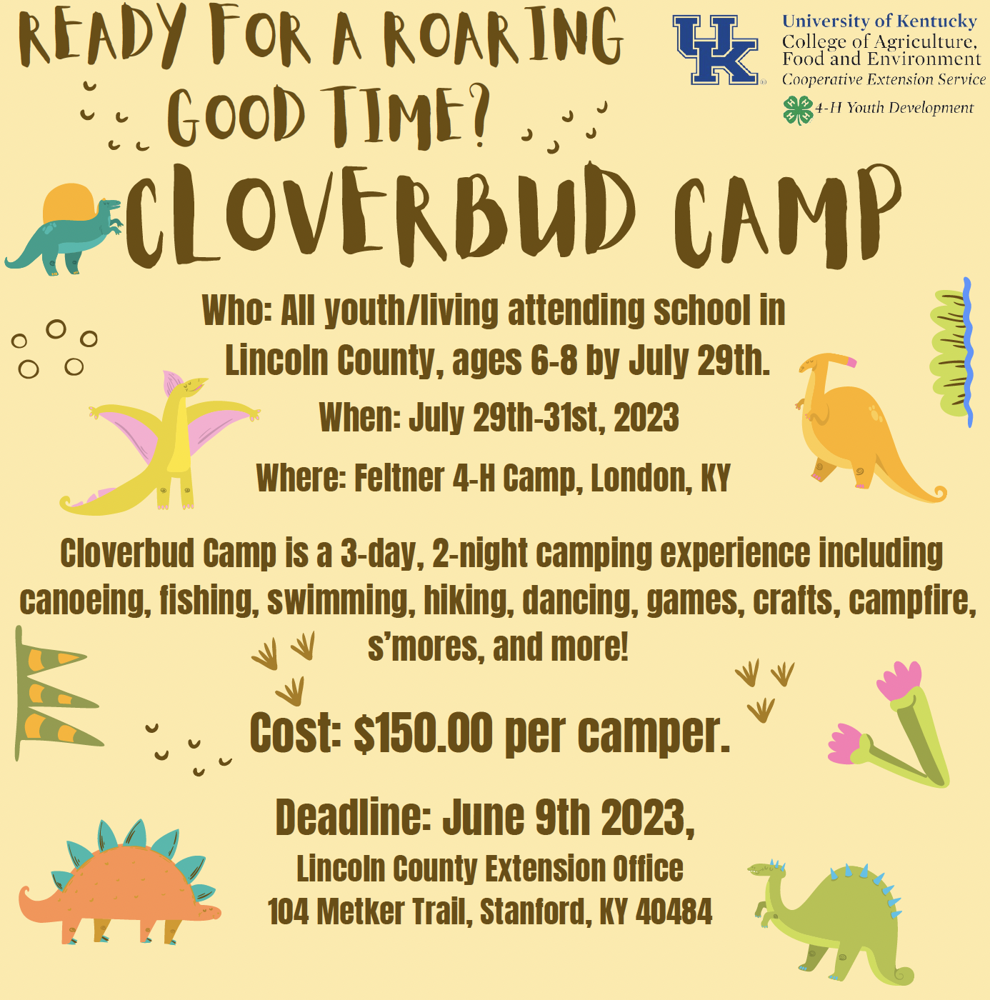 READY FOR A ROARING
GOOD TIME?
UK ®
University of Kentucky
College of Agriculture,
Food and Environment
Cooperative Extension Service
H H H H
4-H Youth Development
CLOVERBUD CAMP
Who: All youth/living attending school in
Lincoln County, ages 6-8 by July 29th.
When: July 29th-31st, 2023
Where: Feltner 4-H Camp, London, KY
Cloverbud Camp is a 3-day, 2-night camping experience including
canoeing, fishing, swimming, hiking, dancing, games, crafts, campfire,
s’mores, and more!
Cost: $150.00 per camper.
Deadline: June 9th 2023,
Lincoln County Extension Office
104 Metker Trail, Stanford, KY 40484